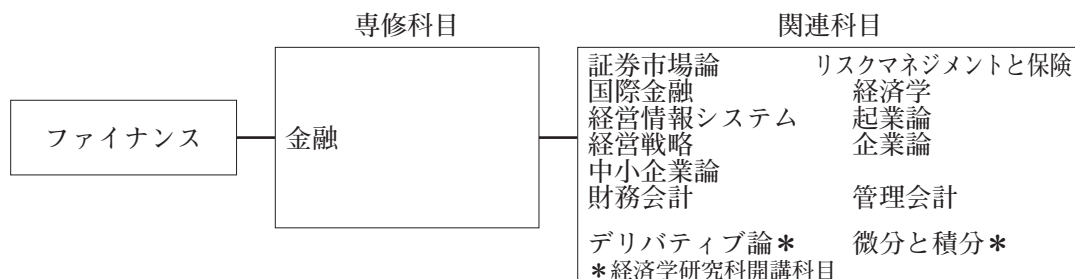 専修科目 関連科目
ファイナンス
金融
証券市場論 リスクマネジメントと保険
国際金融 経済学
経営情報システム 起業論
経営戦略 企業論
中小企業論
財務会計 管理会計
デリバティブ論＊ 微分と積分＊
＊経済学研究科開講科目